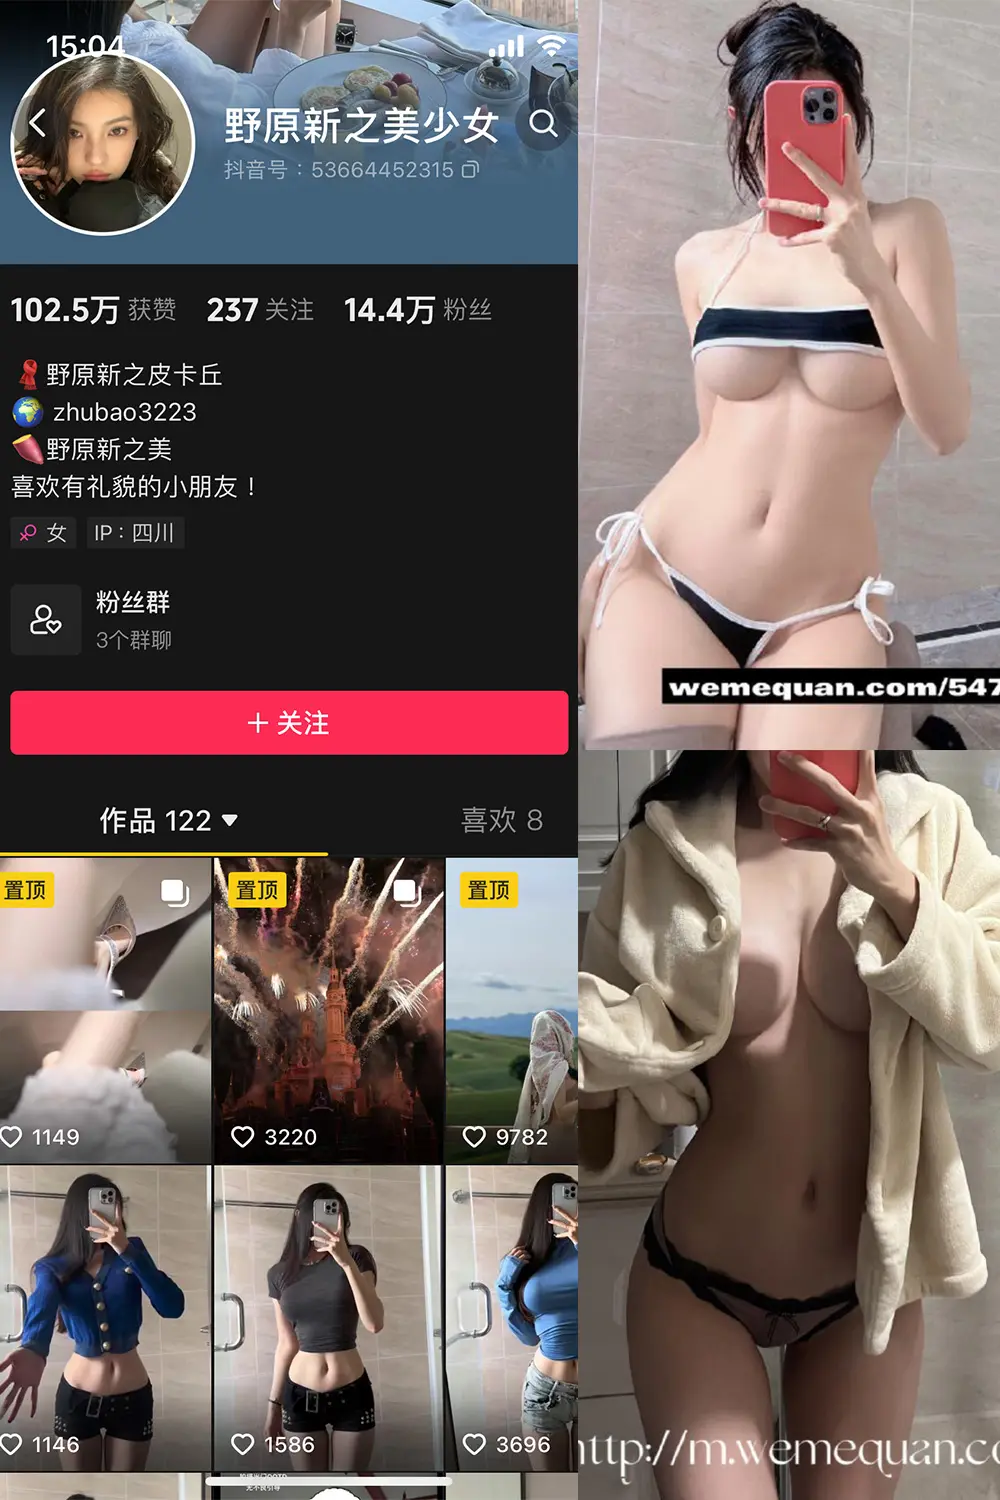 15:04
野原新之美少女
抖音号：53664452315
102.5万 获赞 237 关注 14.4万 粉丝
野原新之皮卡丘
zhubao3223
野原新之美
喜欢有礼貌的小朋友！
女 IP：四川
粉丝群
3个群聊
+ 关注
作品 122 喜欢 8
置顶 置顶 置顶
1149 3220 9782
1146 1586 3696
wemequan.com/547
http://m.wemequan.co